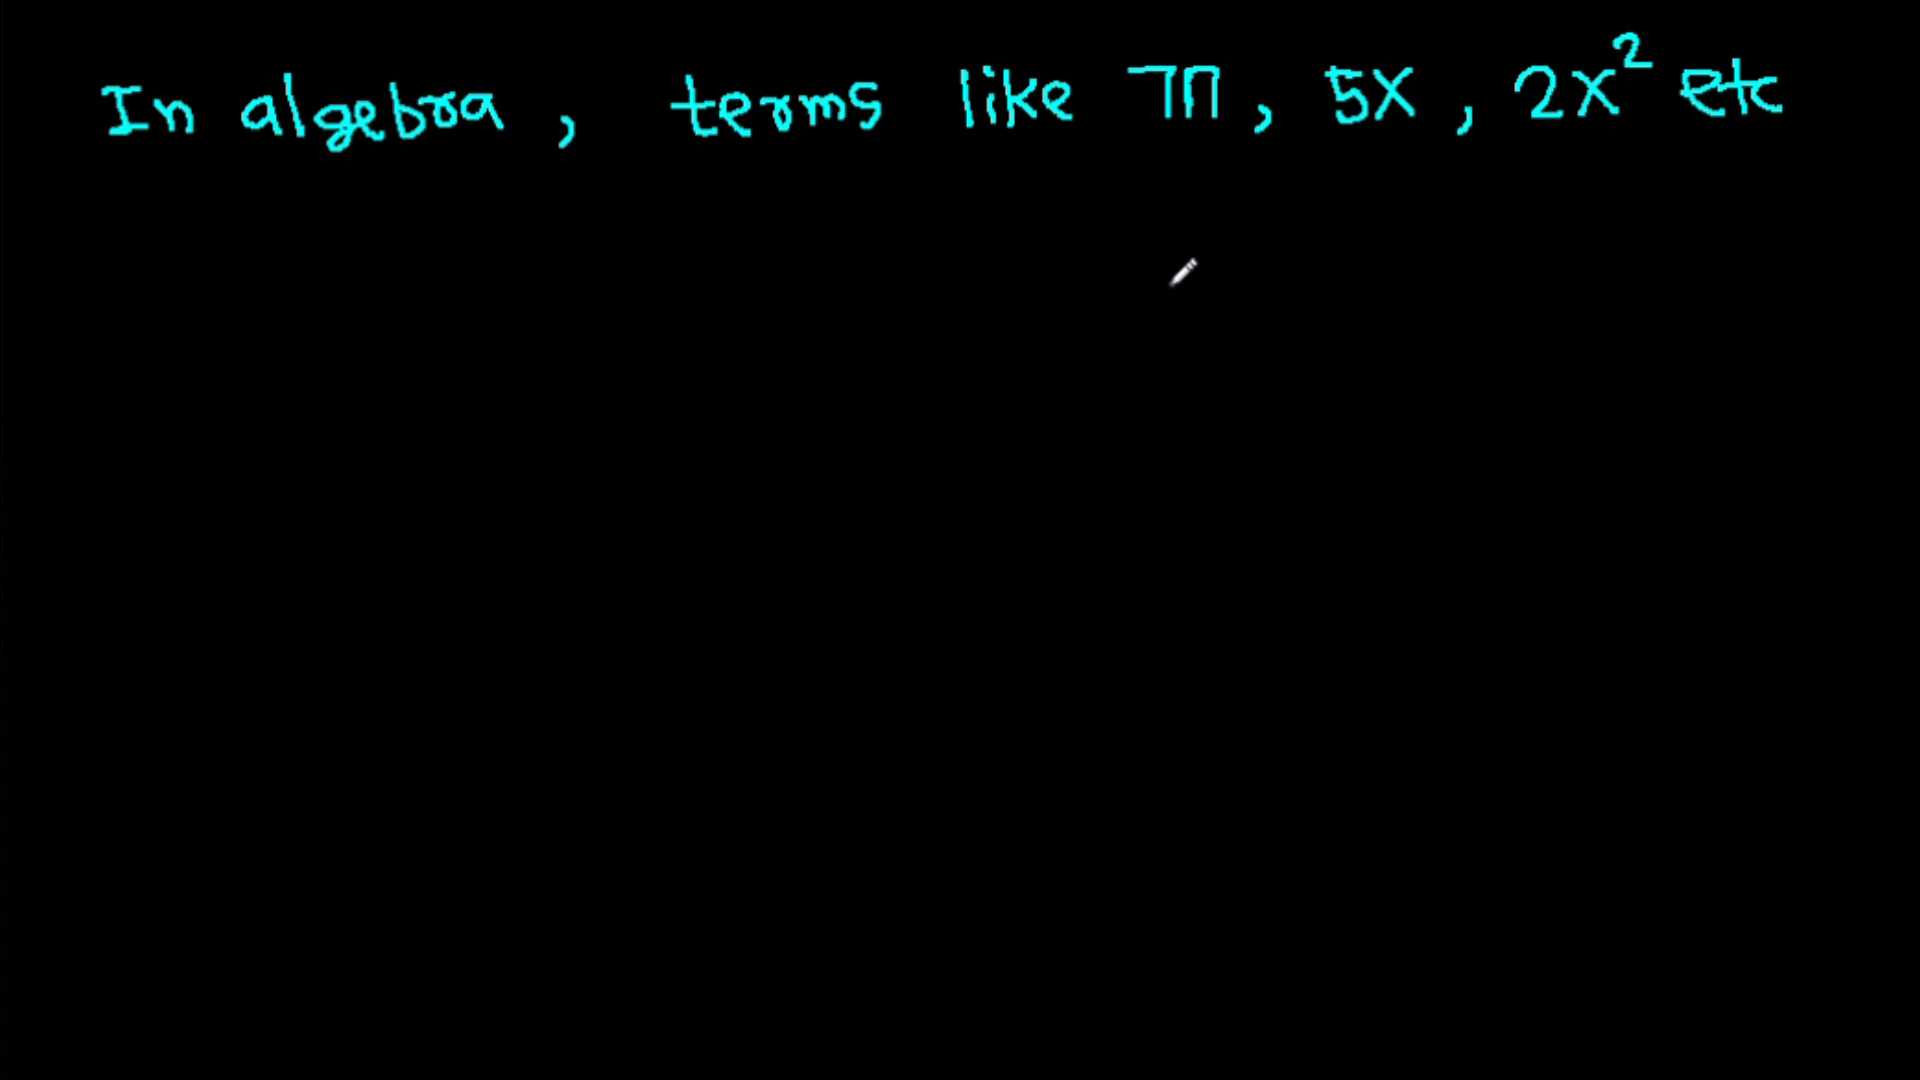 In algebra, terms like 7π, 5x, 2x² etc